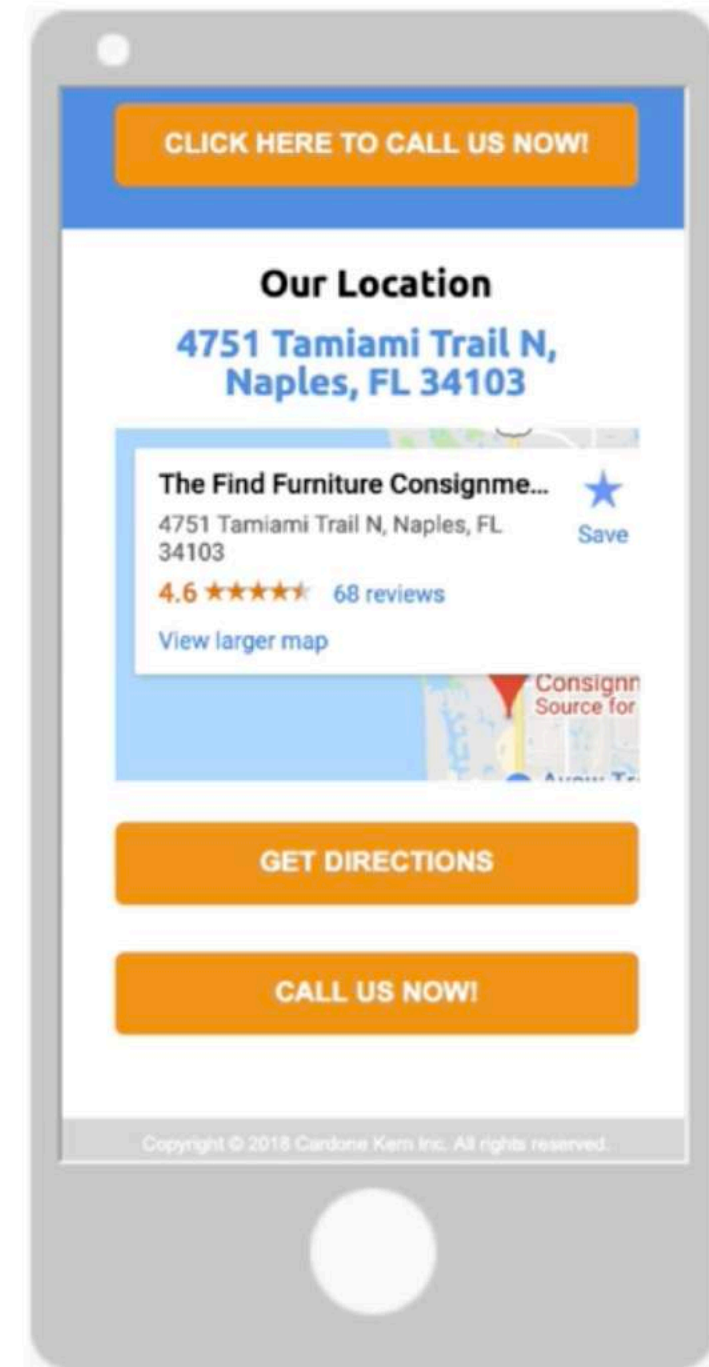 CLICK HERE TO CALL US NOW!
Our Location
4751 Tamiami Trail N,
Naples, FL 34103
The Find Furniture Consignme...
Save
4751 Tamiami Trail N, Naples, FL
34103
4.6 ★★★★★ 68 reviews
View larger map
Consignn
Source for
GET DIRECTIONS
CALL US NOW!
Copyright © 2018 Cardone Kern Inc. All rights reserved.